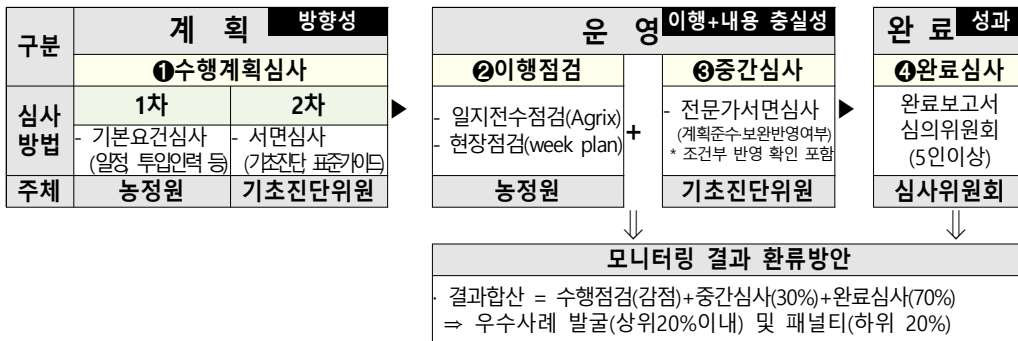 구분
계 획 방향성
❶수행계획심사
심사
방법
1차
2차
- 기본요건심사
(일정, 투입인력 등)
- 서면심사
(기초진단 표준가이드)
주체
농정원
기초진단위원
▶
운 영 이행+내용 충실성
❷이행점검
❸중간심사
- 일지전수점검(Agrix)
- 현장점검(week plan)
+
- 전문가서면심사
(계획준수·보완반영여부)
* 조건부 반영 확인 포함
농정원
기초진단위원
▶
완 료 성과
❹완료심사
완료보고서
심의위원회
(5인이상)
심사위원회
⇓
⇓
모니터링 결과 환류방안
· 결과합산 = 수행점검(감점)+중간심사(30%)+완료심사(70%)
⇒ 우수사례 발굴(상위20%이내) 및 패널티(하위 20%)